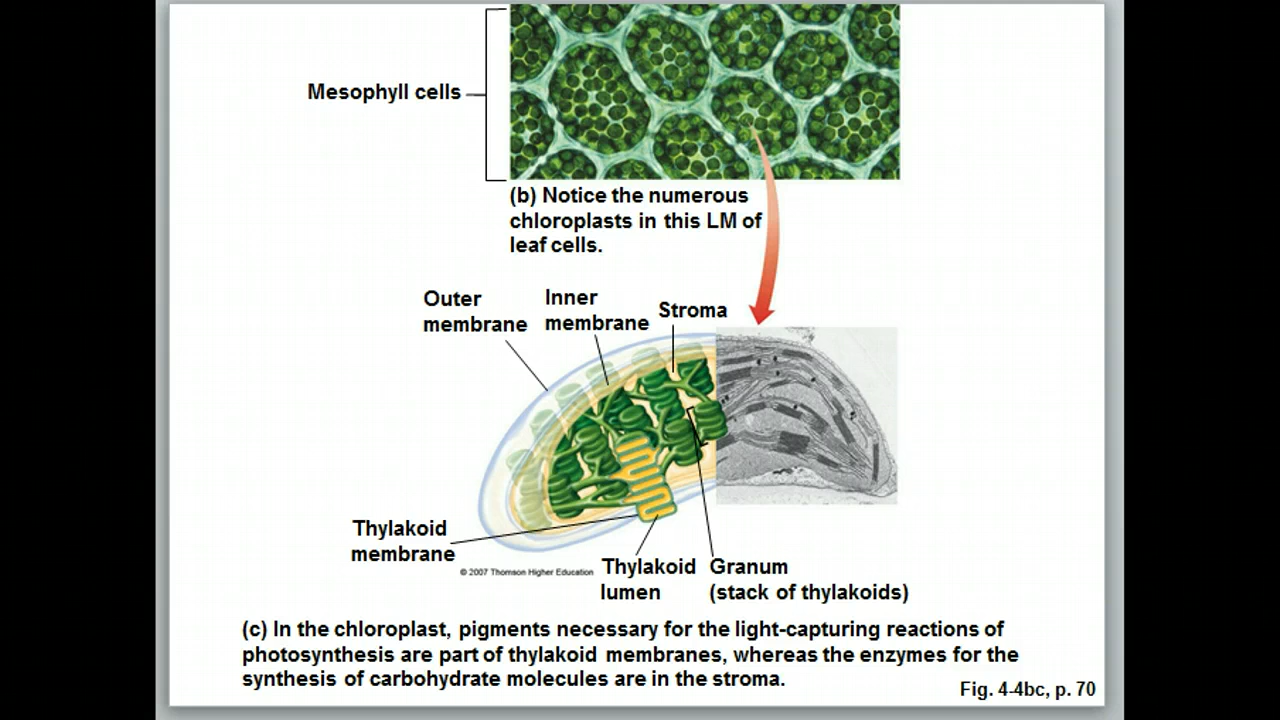 Mesophyll cells
(b) Notice the numerous
chloroplasts in this LM of
leaf cells.
Outer
membrane
Inner
membrane
Stroma
Thylakoid
membrane
© 2007 Thomson Higher Education
Thylakoid
lumen
Granum
(stack of thylakoids)
(c) In the chloroplast, pigments necessary for the light-capturing reactions of
photosynthesis are part of thylakoid membranes, whereas the enzymes for the
synthesis of carbohydrate molecules are in the stroma.
Fig. 4-4bc, p. 70